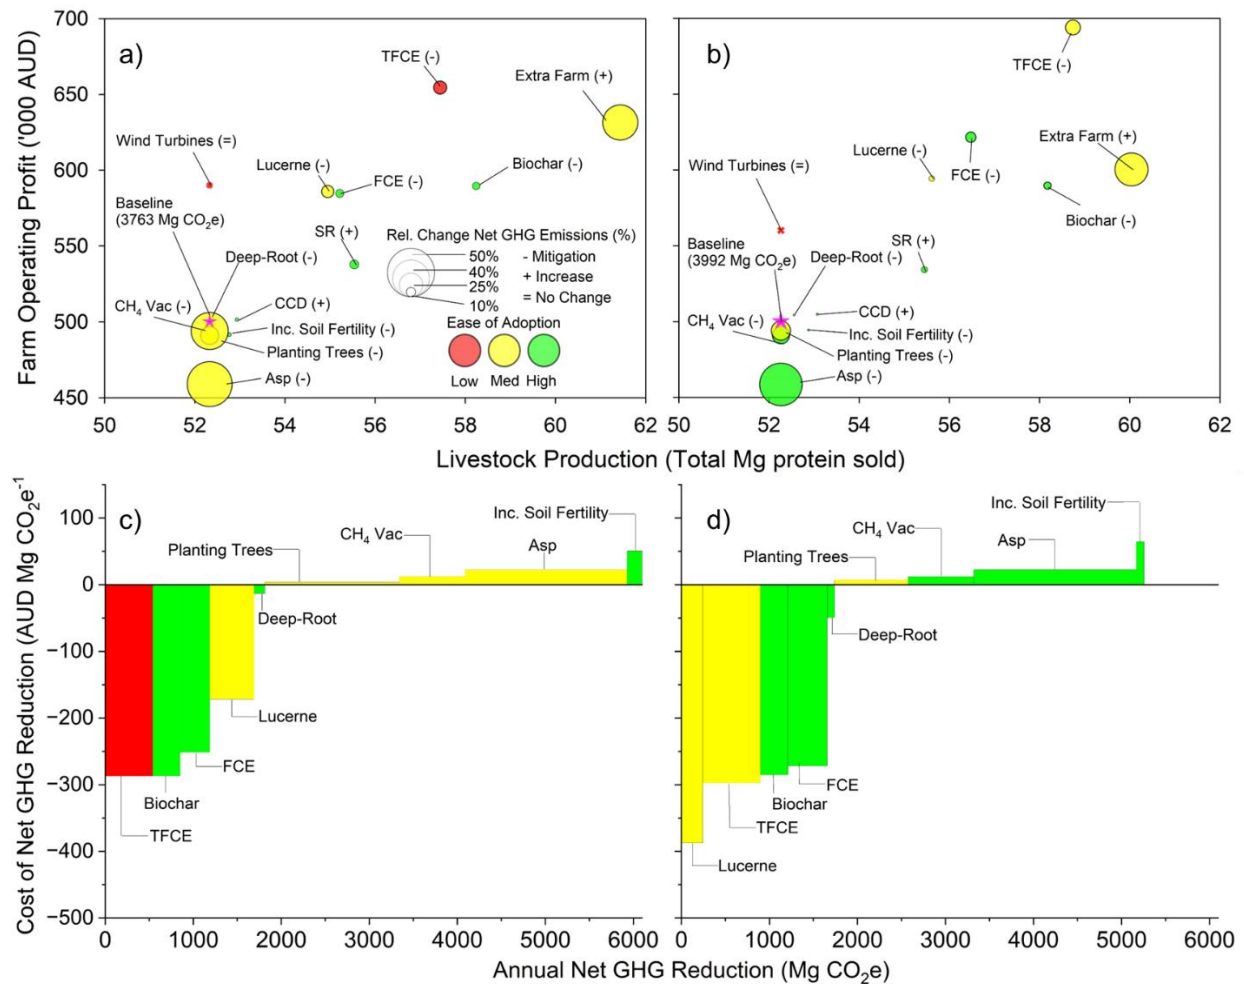 Farm Operating Profit ('000 AUD)
700
650
600
550
500
450
a)
TFCE (-)
Extra Farm (+)
Wind Turbines (=)
Lucerne (-)
FCE (-)
Biochar (-)
Baseline
(3763 Mg CO₂e)
Deep-Root (-)
SR (+)
Rel. Change Net GHG Emissions (%)
50%
40%
25%
10%
- Mitigation
+ Increase
= No Change
CH₄ Vac (-)
CCD (+)
Inc. Soil Fertility (-)
Planting Trees (-)
Asp (-)
Ease of Adoption
Low Med High
50 52 54 56 58 60 62
b)
TFCE (-)
Extra Farm (+)
Lucerne (-)
Wind Turbines (=)
FCE (-)
Biochar (-)
SR (+)
Baseline
(3992 Mg CO₂e)
Deep-Root (-)
CCD (+)
CH₄ Vac (-)
Inc. Soil Fertility (-)
Planting Trees (-)
Asp (-)
50 52 54 56 58 60 62
Livestock Production (Total Mg protein sold)
Cost of Net GHG Reduction (AUD Mg CO₂e⁻¹)
100
0
−100
−200
−300
−400
−500
c)
Inc. Soil Fertility
CH₄ Vac
Asp
Planting Trees
Deep-Root
Lucerne
FCE
Biochar
TFCE
0 1000 2000 3000 4000 5000 6000
d)
Inc. Soil Fertility
CH₄ Vac
Asp
Planting Trees
Deep-Root
FCE
Biochar
TFCE
Lucerne
0 1000 2000 3000 4000 5000 6000
Annual Net GHG Reduction (Mg CO₂e)